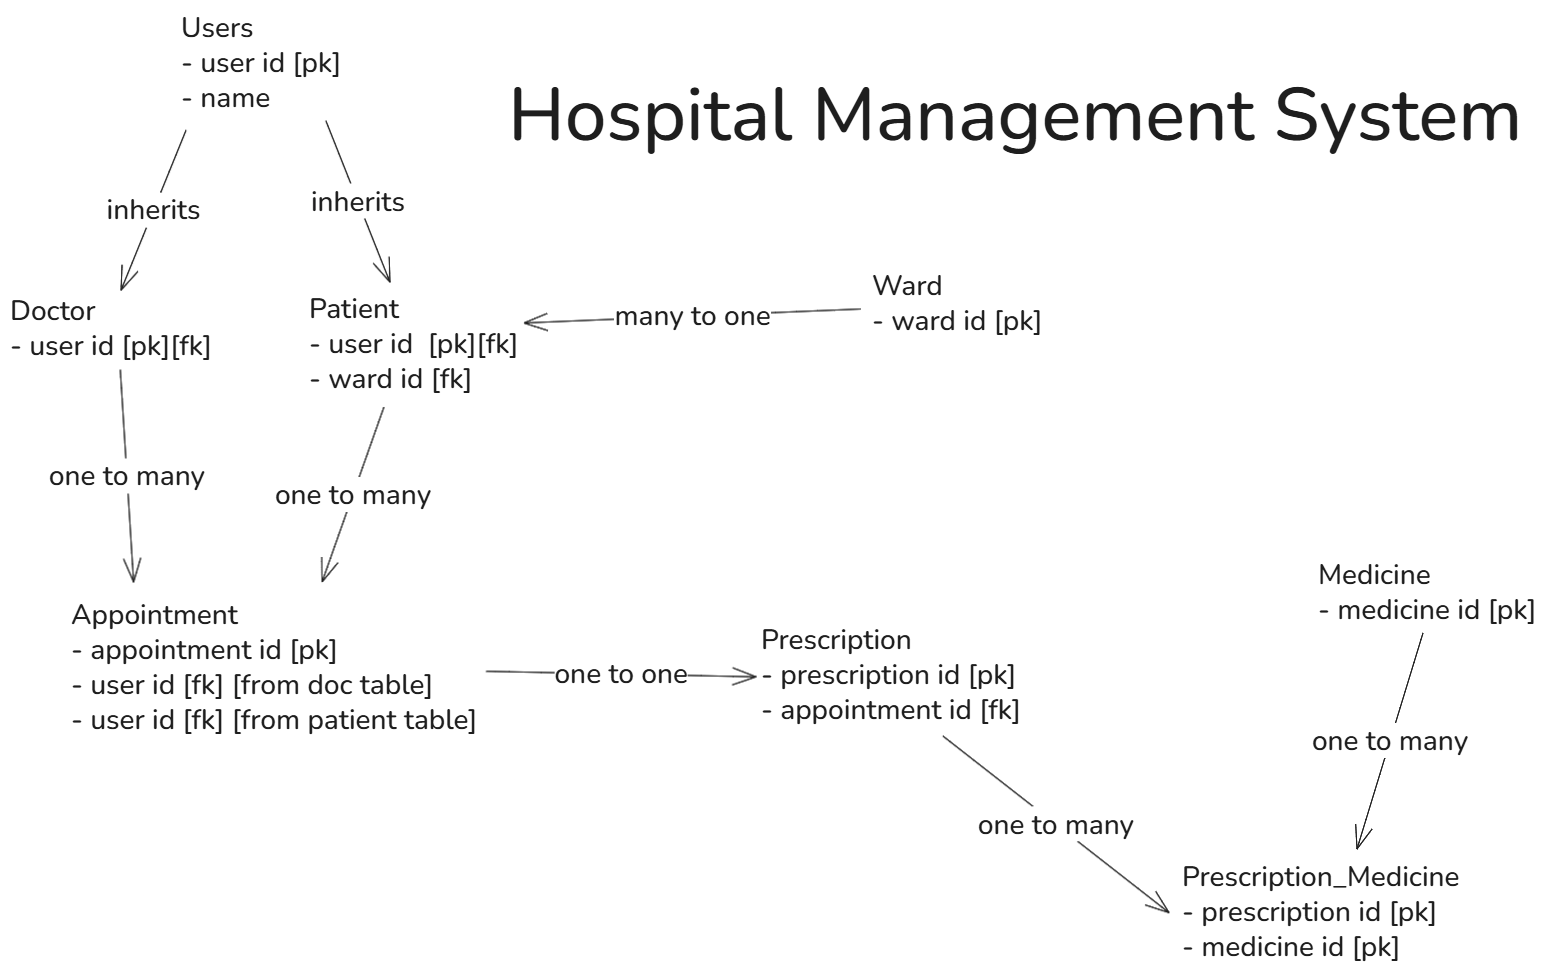 Users
- user id [pk]
- name
Hospital Management System
inherits
inherits
Doctor
- user id [pk][fk]
Patient
- user id  [pk][fk]
- ward id [fk]
many to one
Ward
- ward id [pk]
one to many
one to many
Appointment
- appointment id [pk]
- user id [fk] [from doc table]
- user id [fk] [from patient table]
one to one
Prescription
- prescription id [pk]
- appointment id [fk]
Medicine
- medicine id [pk]
one to many
one to many
Prescription_Medicine
- prescription id [pk]
- medicine id [pk]